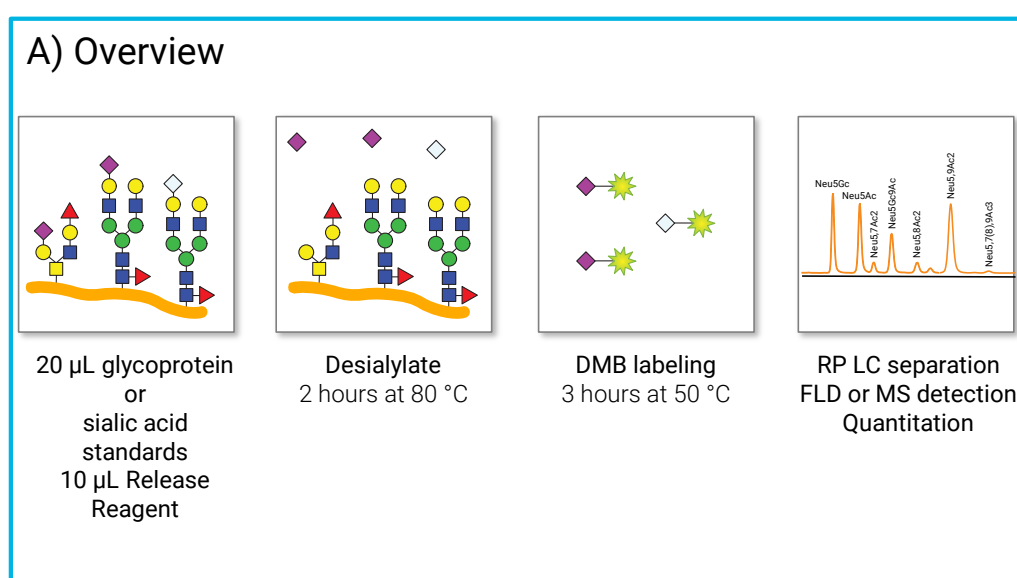 A) Overview
20 µL glycoprotein
or
sialic acid
standards
10 µL Release
Reagent
Desialylate
2 hours at 80 °C
DMB labeling
3 hours at 50 °C
Neu5Gc
Neu5Ac
Neu5,7Ac2
Neu5Gc9Ac
Neu5,8Ac2
Neu5,9Ac2
Neu5,7(8),9Ac3
RP LC separation
FLD or MS detection
Quantitation